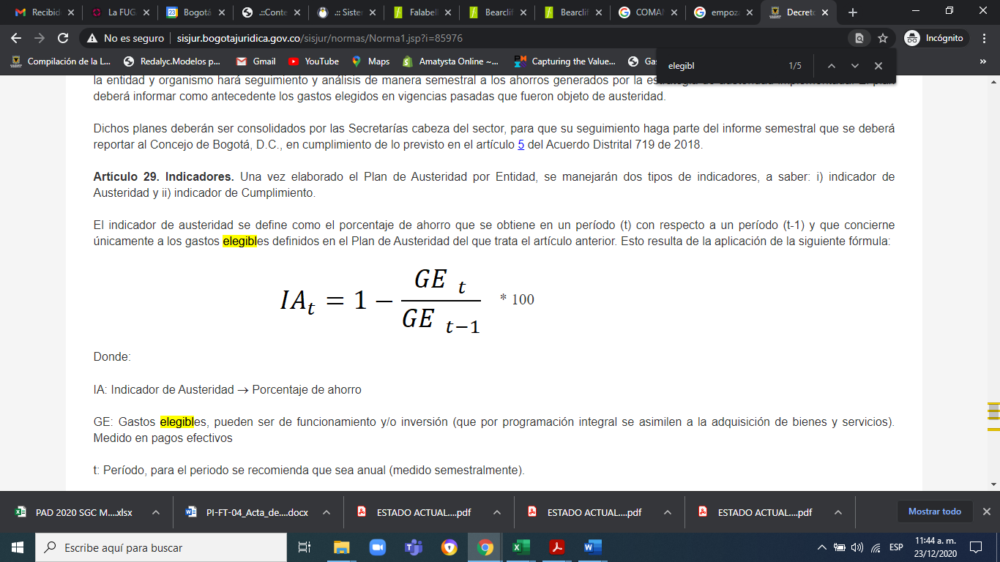 Recibid
La FUG
Bogotá
.::Conte
.:: Sister
Falabell
Bearclif
Bearclif
COMAN
empoza
Decreto
No es seguro
sisjur.bogotajuridica.gov.co/sisjur/normas/Norma1.jsp?i=85976
Incógnito
Compilación de la L...
Redalyc.Modelos p...
Gmail
YouTube
Maps
Amatysta Online ~...
Capturing the Value...
Gas
»
elegibl
1/5
la entidad y organismo hará seguimiento y análisis de manera semestral a los ahorros generados por la estrategia de austeridad implementada. El plan
deberá informar como antecedente los gastos elegidos en vigencias pasadas que fueron objeto de austeridad.
Dichos planes deberán ser consolidados por las Secretarías cabeza del sector, para que su seguimiento haga parte del informe semestral que se deberá
reportar al Concejo de Bogotá, D.C., en cumplimiento de lo previsto en el artículo 5 del Acuerdo Distrital 719 de 2018.
Artículo 29. Indicadores. Una vez elaborado el Plan de Austeridad por Entidad, se manejarán dos tipos de indicadores, a saber: i) indicador de
Austeridad y ii) indicador de Cumplimiento.
El indicador de austeridad se define como el porcentaje de ahorro que se obtiene en un período (t) con respecto a un período (t-1) y que concierne
únicamente a los gastos elegibles definidos en el Plan de Austeridad del que trata el artículo anterior. Esto resulta de la aplicación de la siguiente fórmula:
GE t
IAt = 1 − * 100
GE t−1
Donde:
IA: Indicador de Austeridad → Porcentaje de ahorro
GE: Gastos elegibles, pueden ser de funcionamiento y/o inversión (que por programación integral se asimilen a la adquisición de bienes y servicios).
Medido en pagos efectivos
t: Período, para el periodo se recomienda que sea anual (medido semestralmente).
PAD 2020 SGC M....xlsx
PI-FT-04_Acta_de....docx
ESTADO ACTUAL....pdf
ESTADO ACTUAL....pdf
ESTADO ACTUAL....pdf
Mostrar todo
Escribe aquí para buscar
ESP
11:44 a. m.
23/12/2020